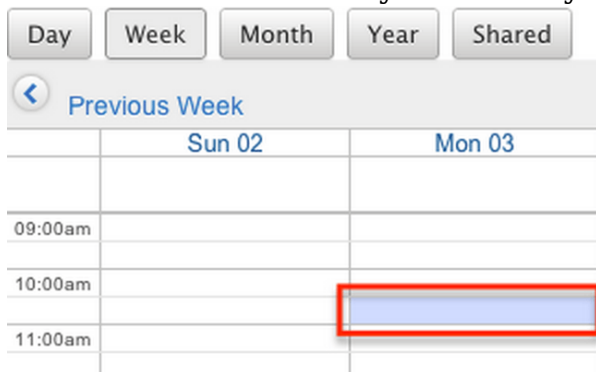 Day Week Month Year Shared
Previous Week
Sun 02 Mon 03
09:00am
10:00am
11:00am